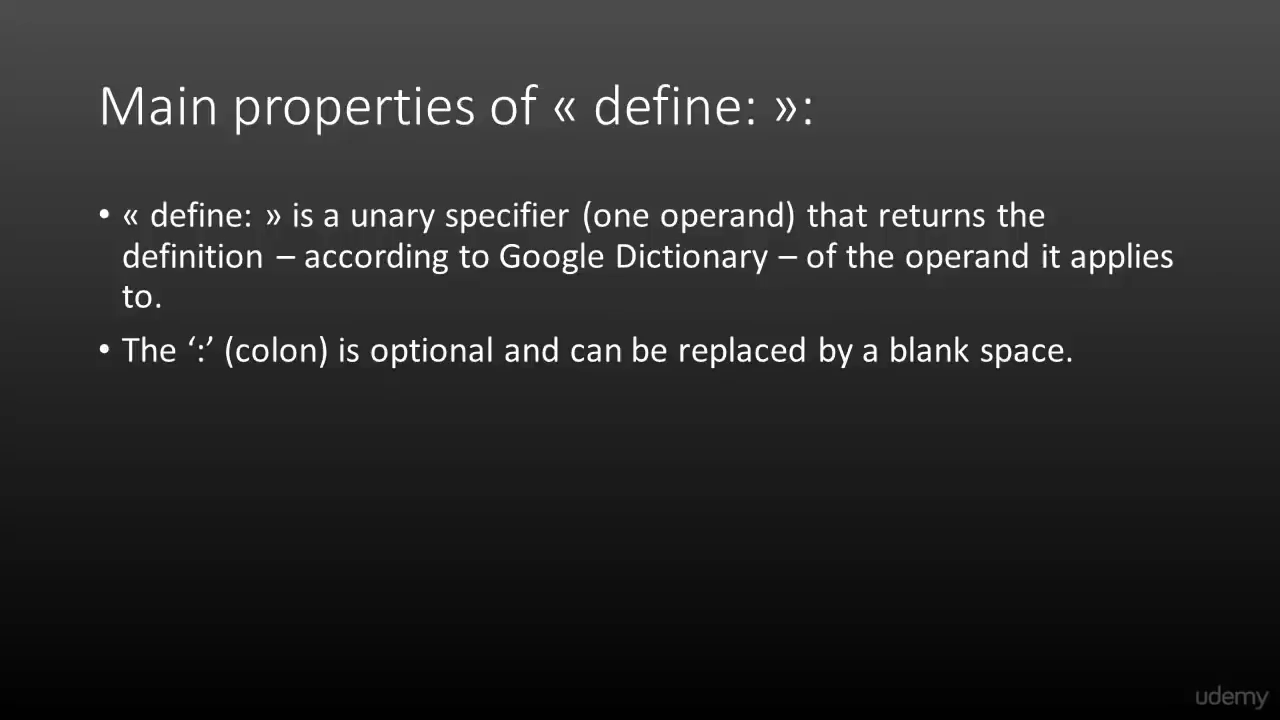 Main properties of « define: »:
• « define: » is a unary specifier (one operand) that returns the
definition – according to Google Dictionary – of the operand it applies
to.
• The ‘:’ (colon) is optional and can be replaced by a blank space.
udemy